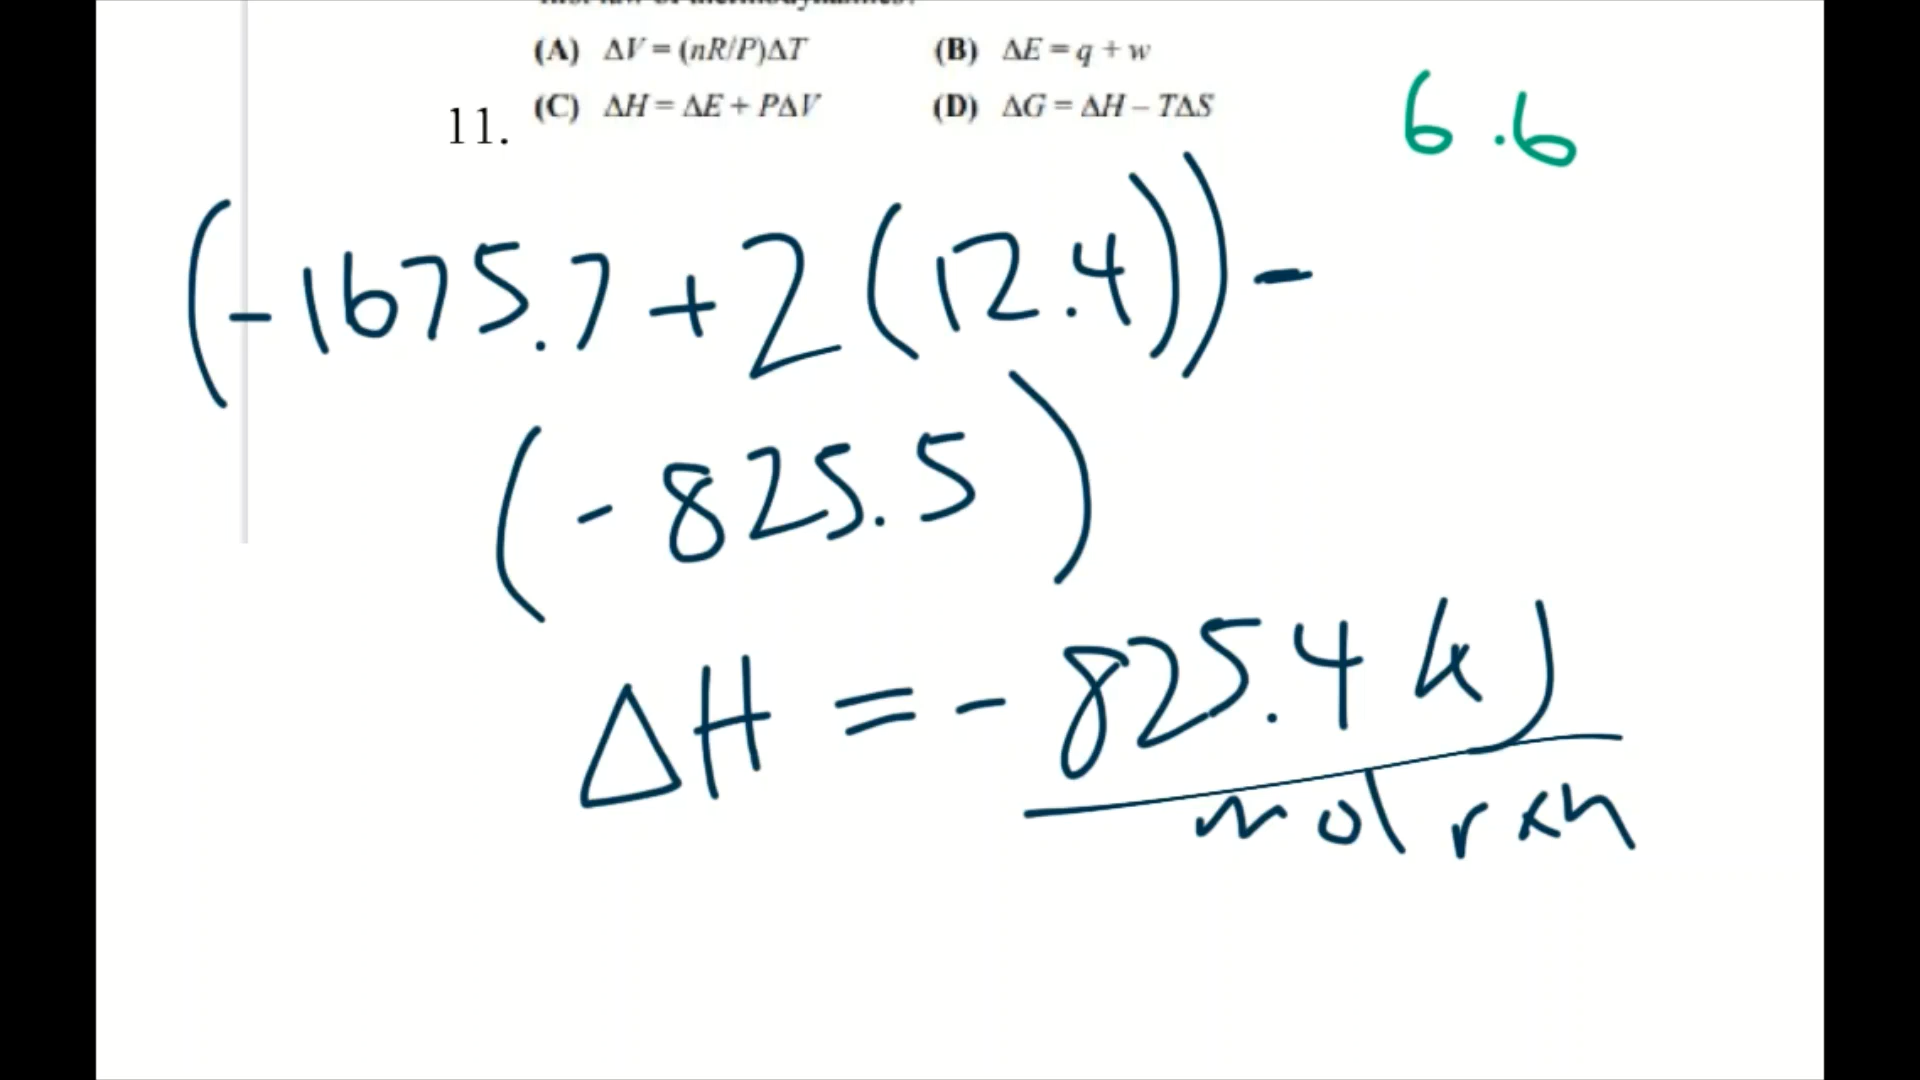 (A) ΔV = (nR/P)ΔT (B) ΔE = q + w
11. (C) ΔH = ΔE + PΔV (D) ΔG = ΔH – TΔS
6.6
(-1675.7+2(12.4))-
(-825.5)
ΔH = -825.4 kJ
mol rxn